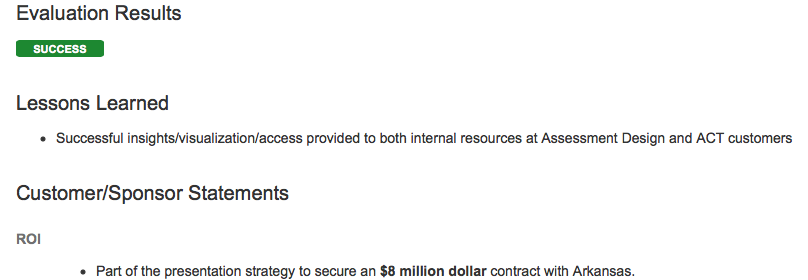 Evaluation Results
SUCCESS
Lessons Learned
• Successful insights/visualization/access provided to both internal resources at Assessment Design and ACT customers
Customer/Sponsor Statements
ROI
• Part of the presentation strategy to secure an $8 million dollar contract with Arkansas.